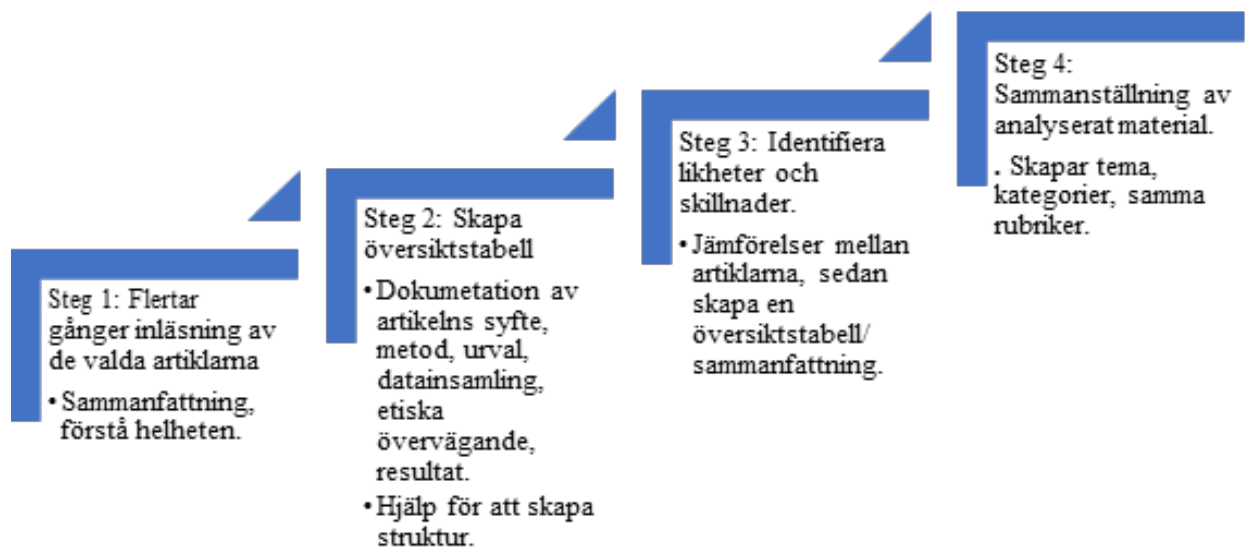 Steg 1: Flertar
gånger inläsning av
de valda artiklarna
• Sammanfattning,
förstå helheten.
Steg 2: Skapa
översiktstabell
• Dokumetation av
artikelns syfte,
metod, urval,
datainsamling,
etiska
övervägande,
resultat.
• Hjälp för att skapa
struktur.
Steg 3: Identifiera
likheter och
skillnader.
• Jämförelser mellan
artiklarna, sedan
skapa en
översiktstabell/
sammanfattning.
Steg 4:
Sammanställning av
analyserat material.
. Skapar tema,
kategorier, samma
rubriker.